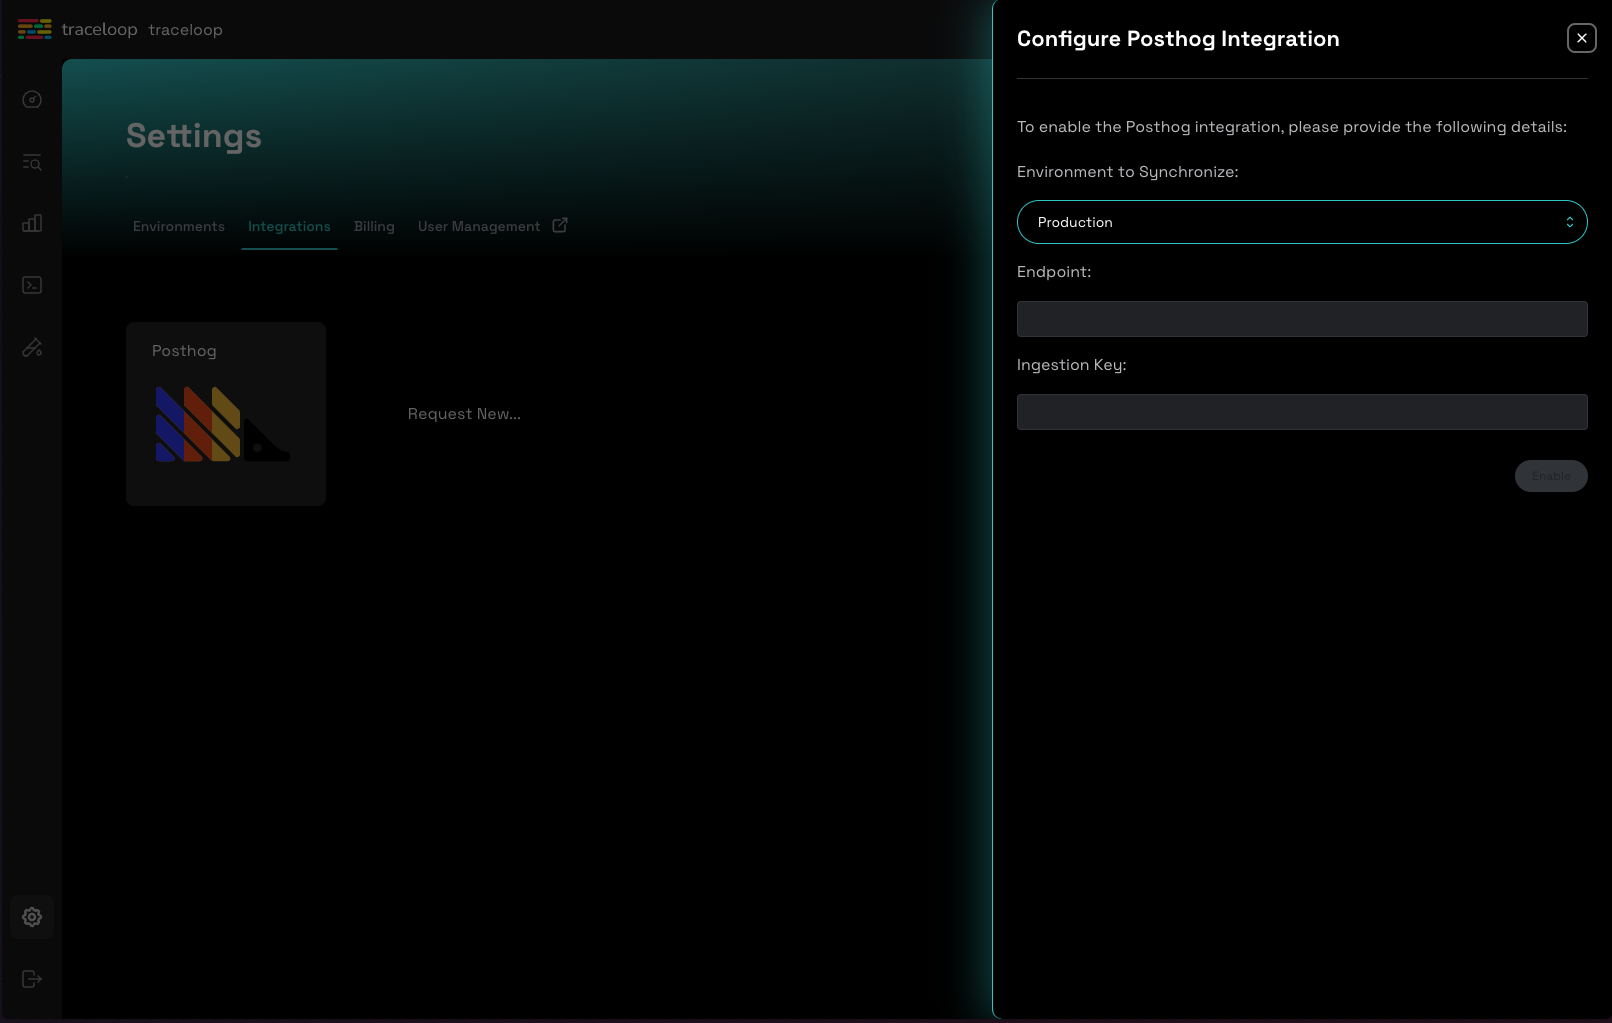 traceloop traceloop
Settings
Environments Integrations Billing User Management
Posthog
Request New...
Configure Posthog Integration
To enable the Posthog integration, please provide the following details:
Environment to Synchronize:
Production
Endpoint:
Ingestion Key:
Enable